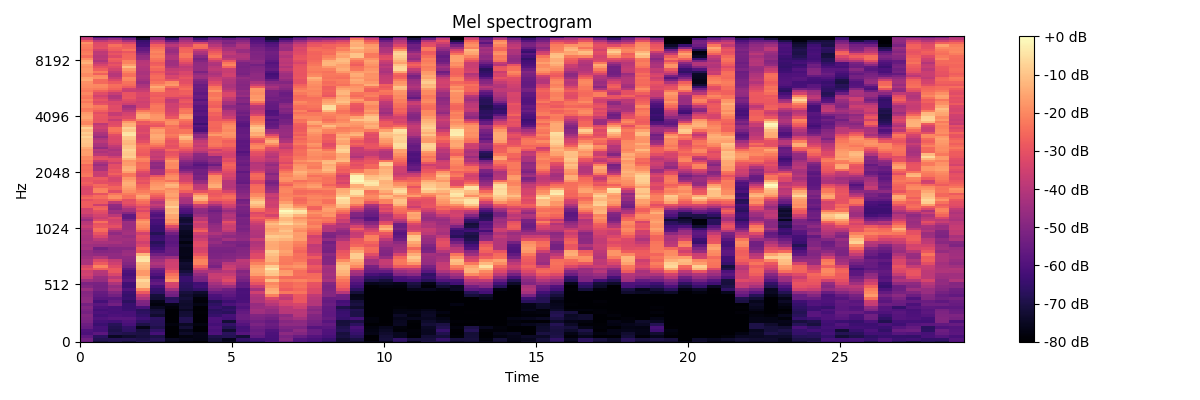 Mel spectrogram
Hz
8192
4096
2048
1024
512
0
0 5 10 15 20 25
Time
+0 dB
-10 dB
-20 dB
-30 dB
-40 dB
-50 dB
-60 dB
-70 dB
-80 dB